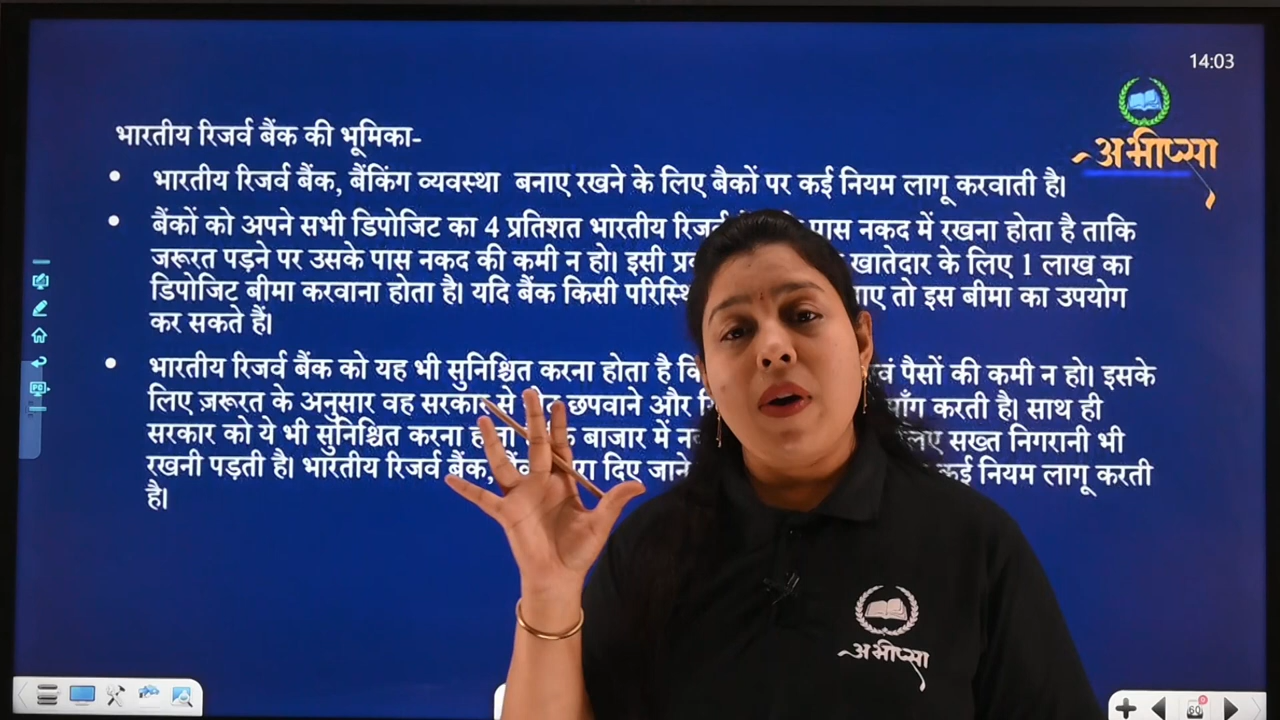 14:03
अभीप्सा
भारतीय रिजर्व बैंक की भूमिका-
• भारतीय रिजर्व बैंक, बैंकिंग व्यवस्था बनाए रखने के लिए बैकों पर कई नियम लागू करवाती है।
• बैंकों को अपने सभी डिपोजिट का 4 प्रतिशत भारतीय पास नकद में रखना होता है ताकि
जरूरत पड़ने पर उसके पास नकद की कमी न हो। इसी खातेदार के लिए 1 लाख का
डिपोजिट बीमा करवाना होता है। यदि बैंक किसी तो इस बीमा का उपयोग
कर सकते हैं।
• भारतीय रिजर्व बैंक को यह भी सुनिश्चित करना होता है पैसों की कमी न हो। इसके
लिए ज़रूरत के अनुसार वह सरकार से छपवाने और करती है। साथ ही
सरकार को ये भी सुनिश्चित करना बाजार में सख्त निगरानी भी
रखनी पड़ती है। भारतीय रिजर्व बैंक, दिए कई नियम लागू करती
है।
अभीप्सा
60